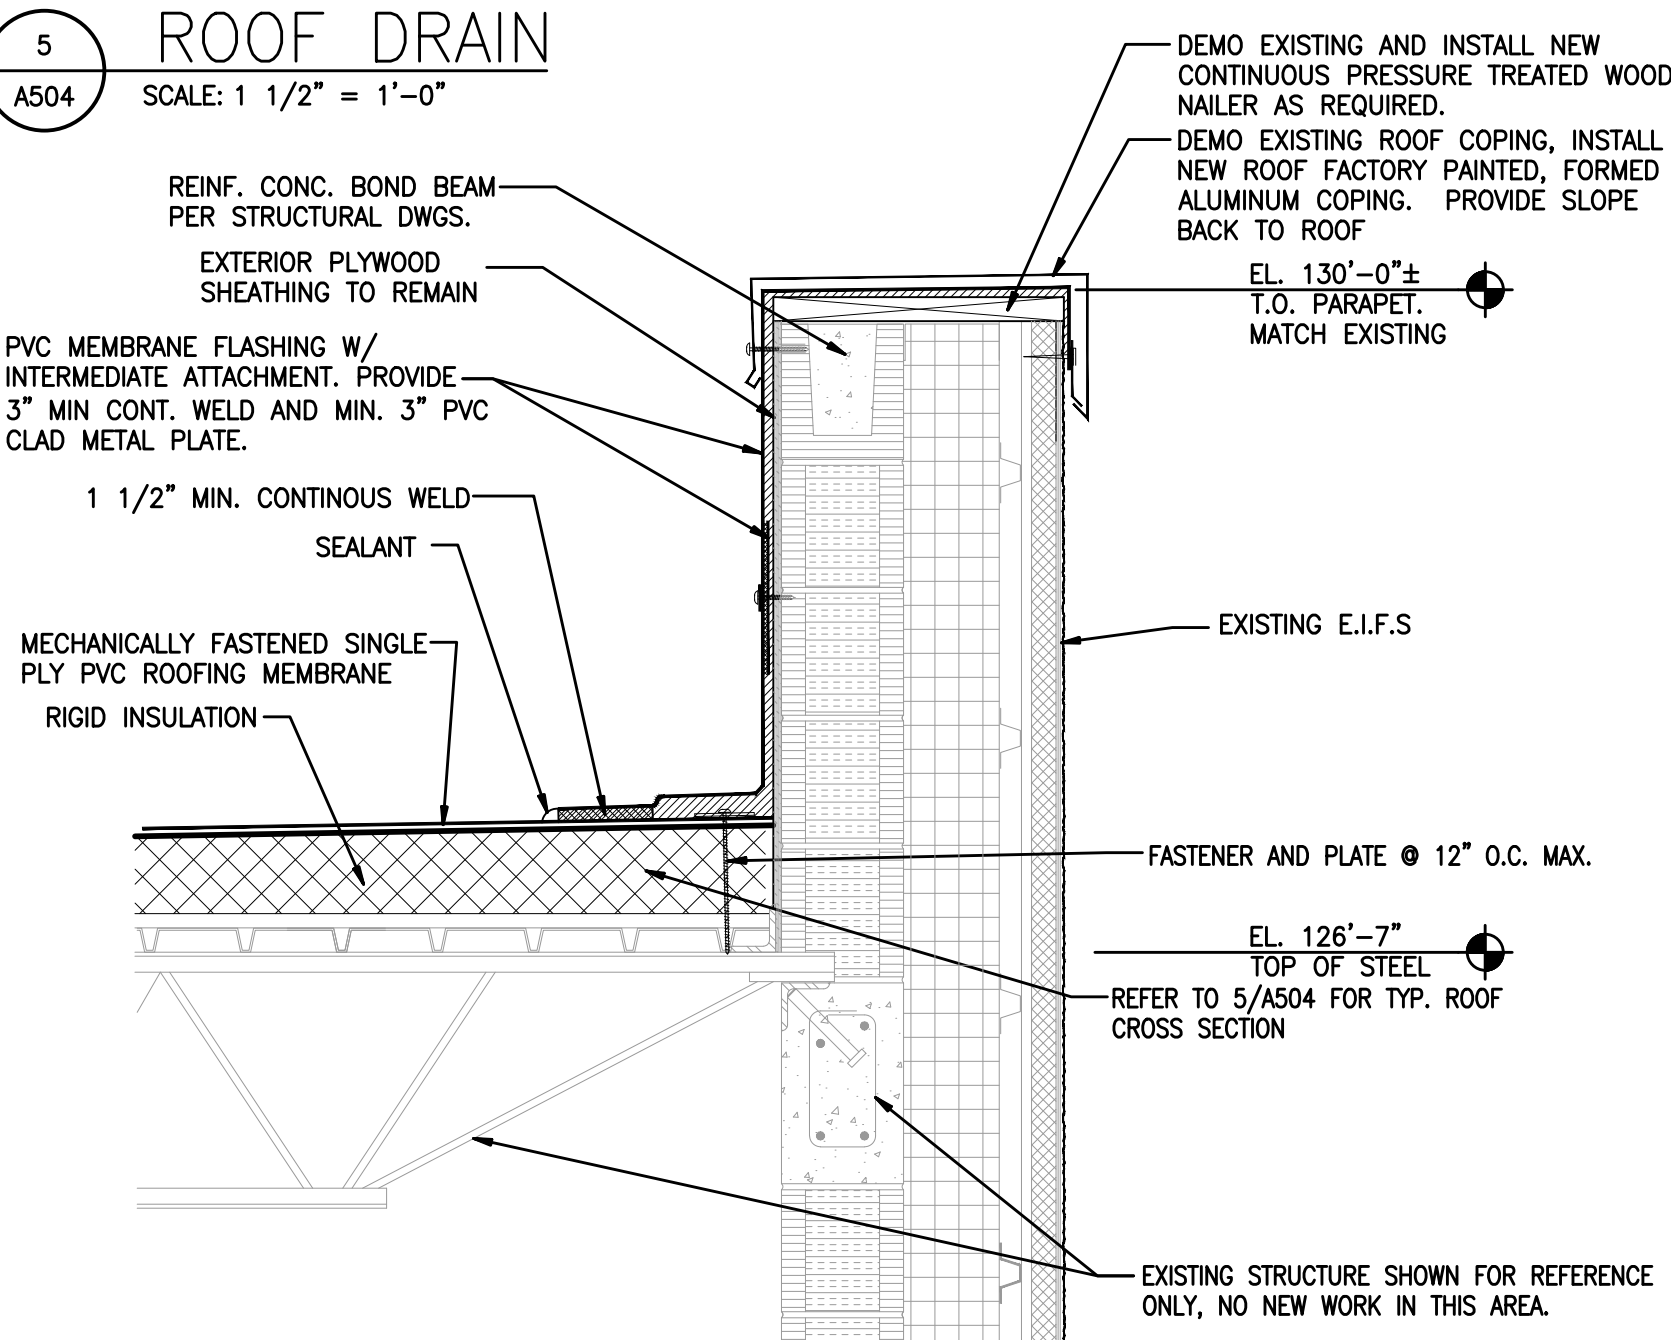 5
A504
ROOF DRAIN
SCALE: 1 1/2" = 1'-0"
DEMO EXISTING AND INSTALL NEW
CONTINUOUS PRESSURE TREATED WOOD
NAILER AS REQUIRED.
DEMO EXISTING ROOF COPING, INSTALL
NEW ROOF FACTORY PAINTED, FORMED
ALUMINUM COPING. PROVIDE SLOPE
BACK TO ROOF
REINF. CONC. BOND BEAM
PER STRUCTURAL DWGS.
EXTERIOR PLYWOOD
SHEATHING TO REMAIN
EL. 130'-0"±
T.O. PARAPET.
MATCH EXISTING
PVC MEMBRANE FLASHING W/
INTERMEDIATE ATTACHMENT. PROVIDE
3" MIN CONT. WELD AND MIN. 3" PVC
CLAD METAL PLATE.
1 1/2" MIN. CONTINOUS WELD
SEALANT
MECHANICALLY FASTENED SINGLE
PLY PVC ROOFING MEMBRANE
RIGID INSULATION
EXISTING E.I.F.S
FASTENER AND PLATE @ 12" O.C. MAX.
EL. 126'-7"
TOP OF STEEL
REFER TO 5/A504 FOR TYP. ROOF
CROSS SECTION
EXISTING STRUCTURE SHOWN FOR REFERENCE
ONLY, NO NEW WORK IN THIS AREA.